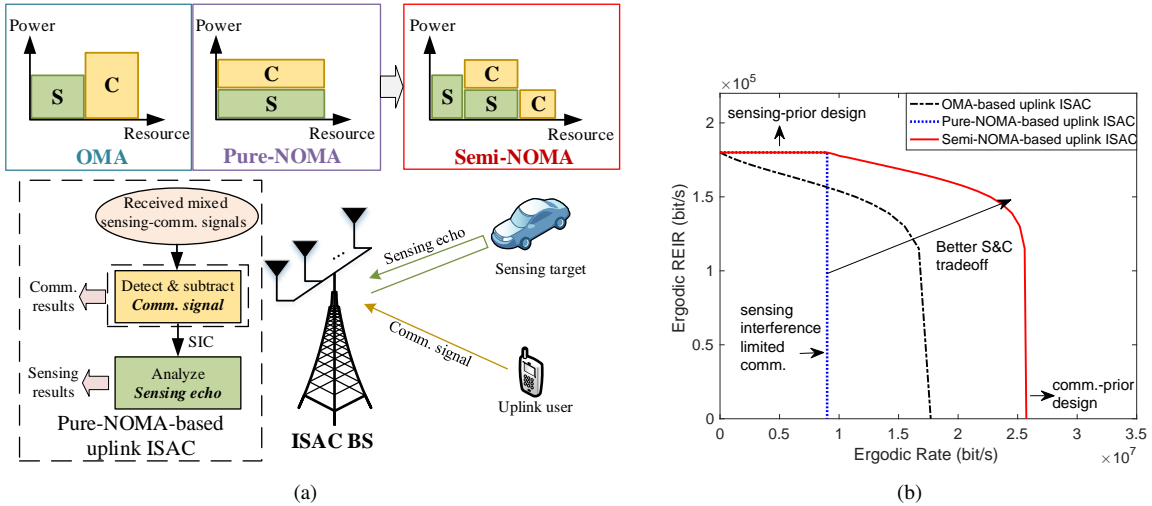 Power
S
C
Resource
OMA
Power
C
S
Resource
Pure-NOMA
Power
C
S
S
C
Resource
Semi-NOMA
Received mixed
sensing-comm. signals
Comm.
results
Detect & subtract
Comm. signal
SIC
Sensing
results
Analyze
Sensing echo
Pure-NOMA-based
uplink ISAC
...
Sensing echo
Sensing target
Comm. signal
Uplink user
ISAC BS
(a)
×10⁵
2
1.5
1
0.5
0
Ergodic REIR (bit/s)
sensing-prior design
OMA-based uplink ISAC
Pure-NOMA-based uplink ISAC
Semi-NOMA-based uplink ISAC
Better S&C
tradeoff
sensing
interference
limited
comm.
comm.-prior
design
0 0.5 1 1.5 2 2.5 3 3.5
Ergodic Rate (bit/s)
×10⁷
(b)